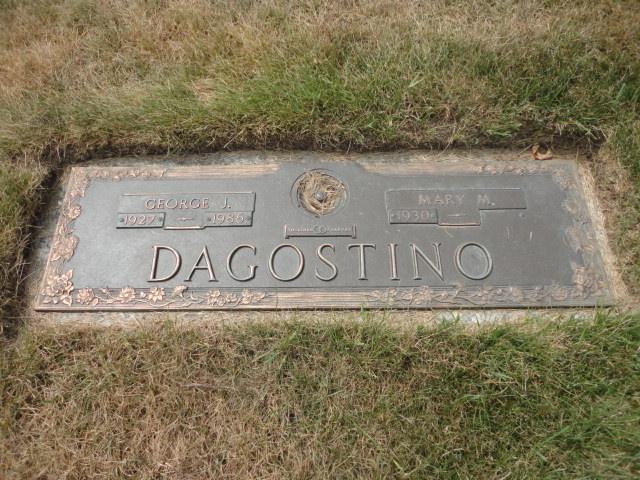 GEORGE J.
1927 1986
MARY M.
1930
DAGOSTINO